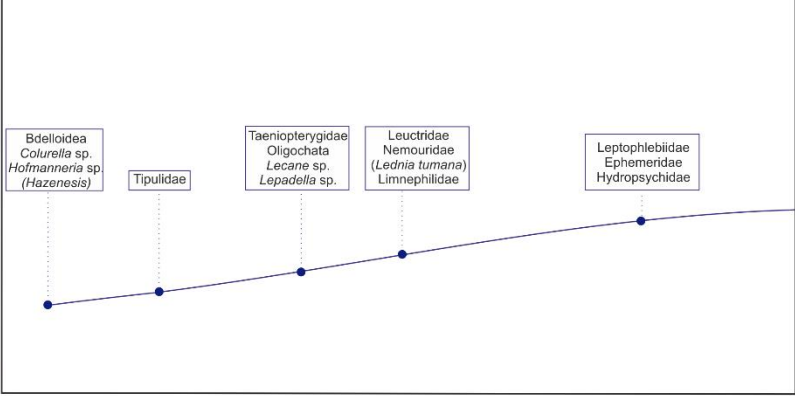 Bdelloidea
Colurella sp.
Hofmanneria sp.
(Hazenesis)
Tipulidae
Taeniopterygidae
Oligochata
Lecane sp.
Lepadella sp.
Leuctridae
Nemouridae
(Lednia tumana)
Limnephilidae
Leptophlebiidae
Ephemeridae
Hydropsychidae